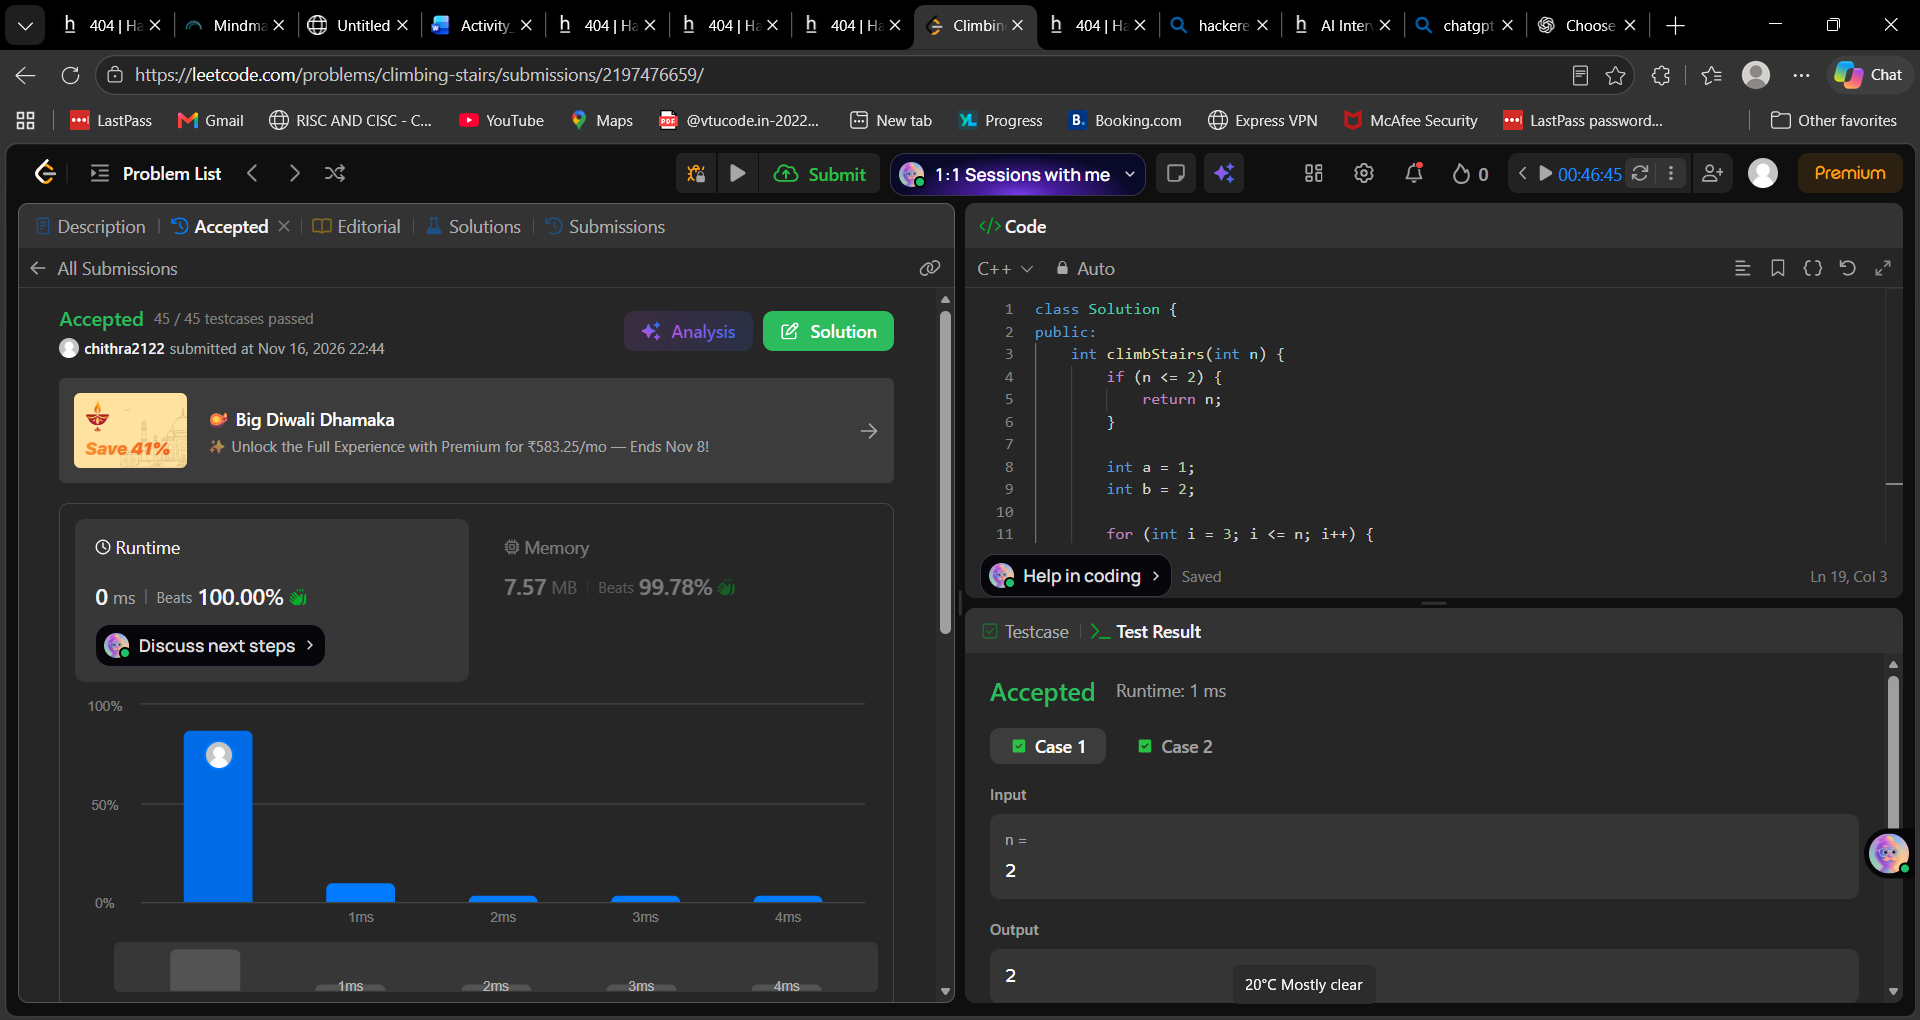 404 | Ha
Mindma
Untitled
Activity_
404 | Ha
404 | Ha
404 | Ha
Climbin
404 | Ha
hackere
AI Inter
chatgpt
Choose
https://leetcode.com/problems/climbing-stairs/submissions/2197476659/
Chat
LastPass
Gmail
RISC AND CISC - C...
YouTube
Maps
@vtucode.in-2022...
New tab
Progress
Booking.com
Express VPN
McAfee Security
LastPass password...
Other favorites
Problem List
Submit
1:1 Sessions with me
0
00:46:45
Premium
Description
Accepted
Editorial
Solutions
Submissions
All Submissions
Accepted 45 / 45 testcases passed
chithra2122 submitted at Nov 16, 2026 22:44
Analysis
Solution
Save 41%
Big Diwali Dhamaka
Unlock the Full Experience with Premium for ₹583.25/mo — Ends Nov 8!
Runtime
0 ms | Beats 100.00%
Discuss next steps
Memory
7.57 MB | Beats 99.78%
100%
50%
0%
1ms 2ms 3ms 4ms
1ms 2ms 3ms 4ms
</> Code
C++ Auto
1 class Solution {
2 public:
3 int climbStairs(int n) {
4 if (n <= 2) {
5 return n;
6 }
7
8 int a = 1;
9 int b = 2;
10
11 for (int i = 3; i <= n; i++) {
Help in coding
Saved
Ln 19, Col 3
Testcase
Test Result
Accepted Runtime: 1 ms
Case 1
Case 2
Input
n =
2
Output
2
20°C Mostly clear